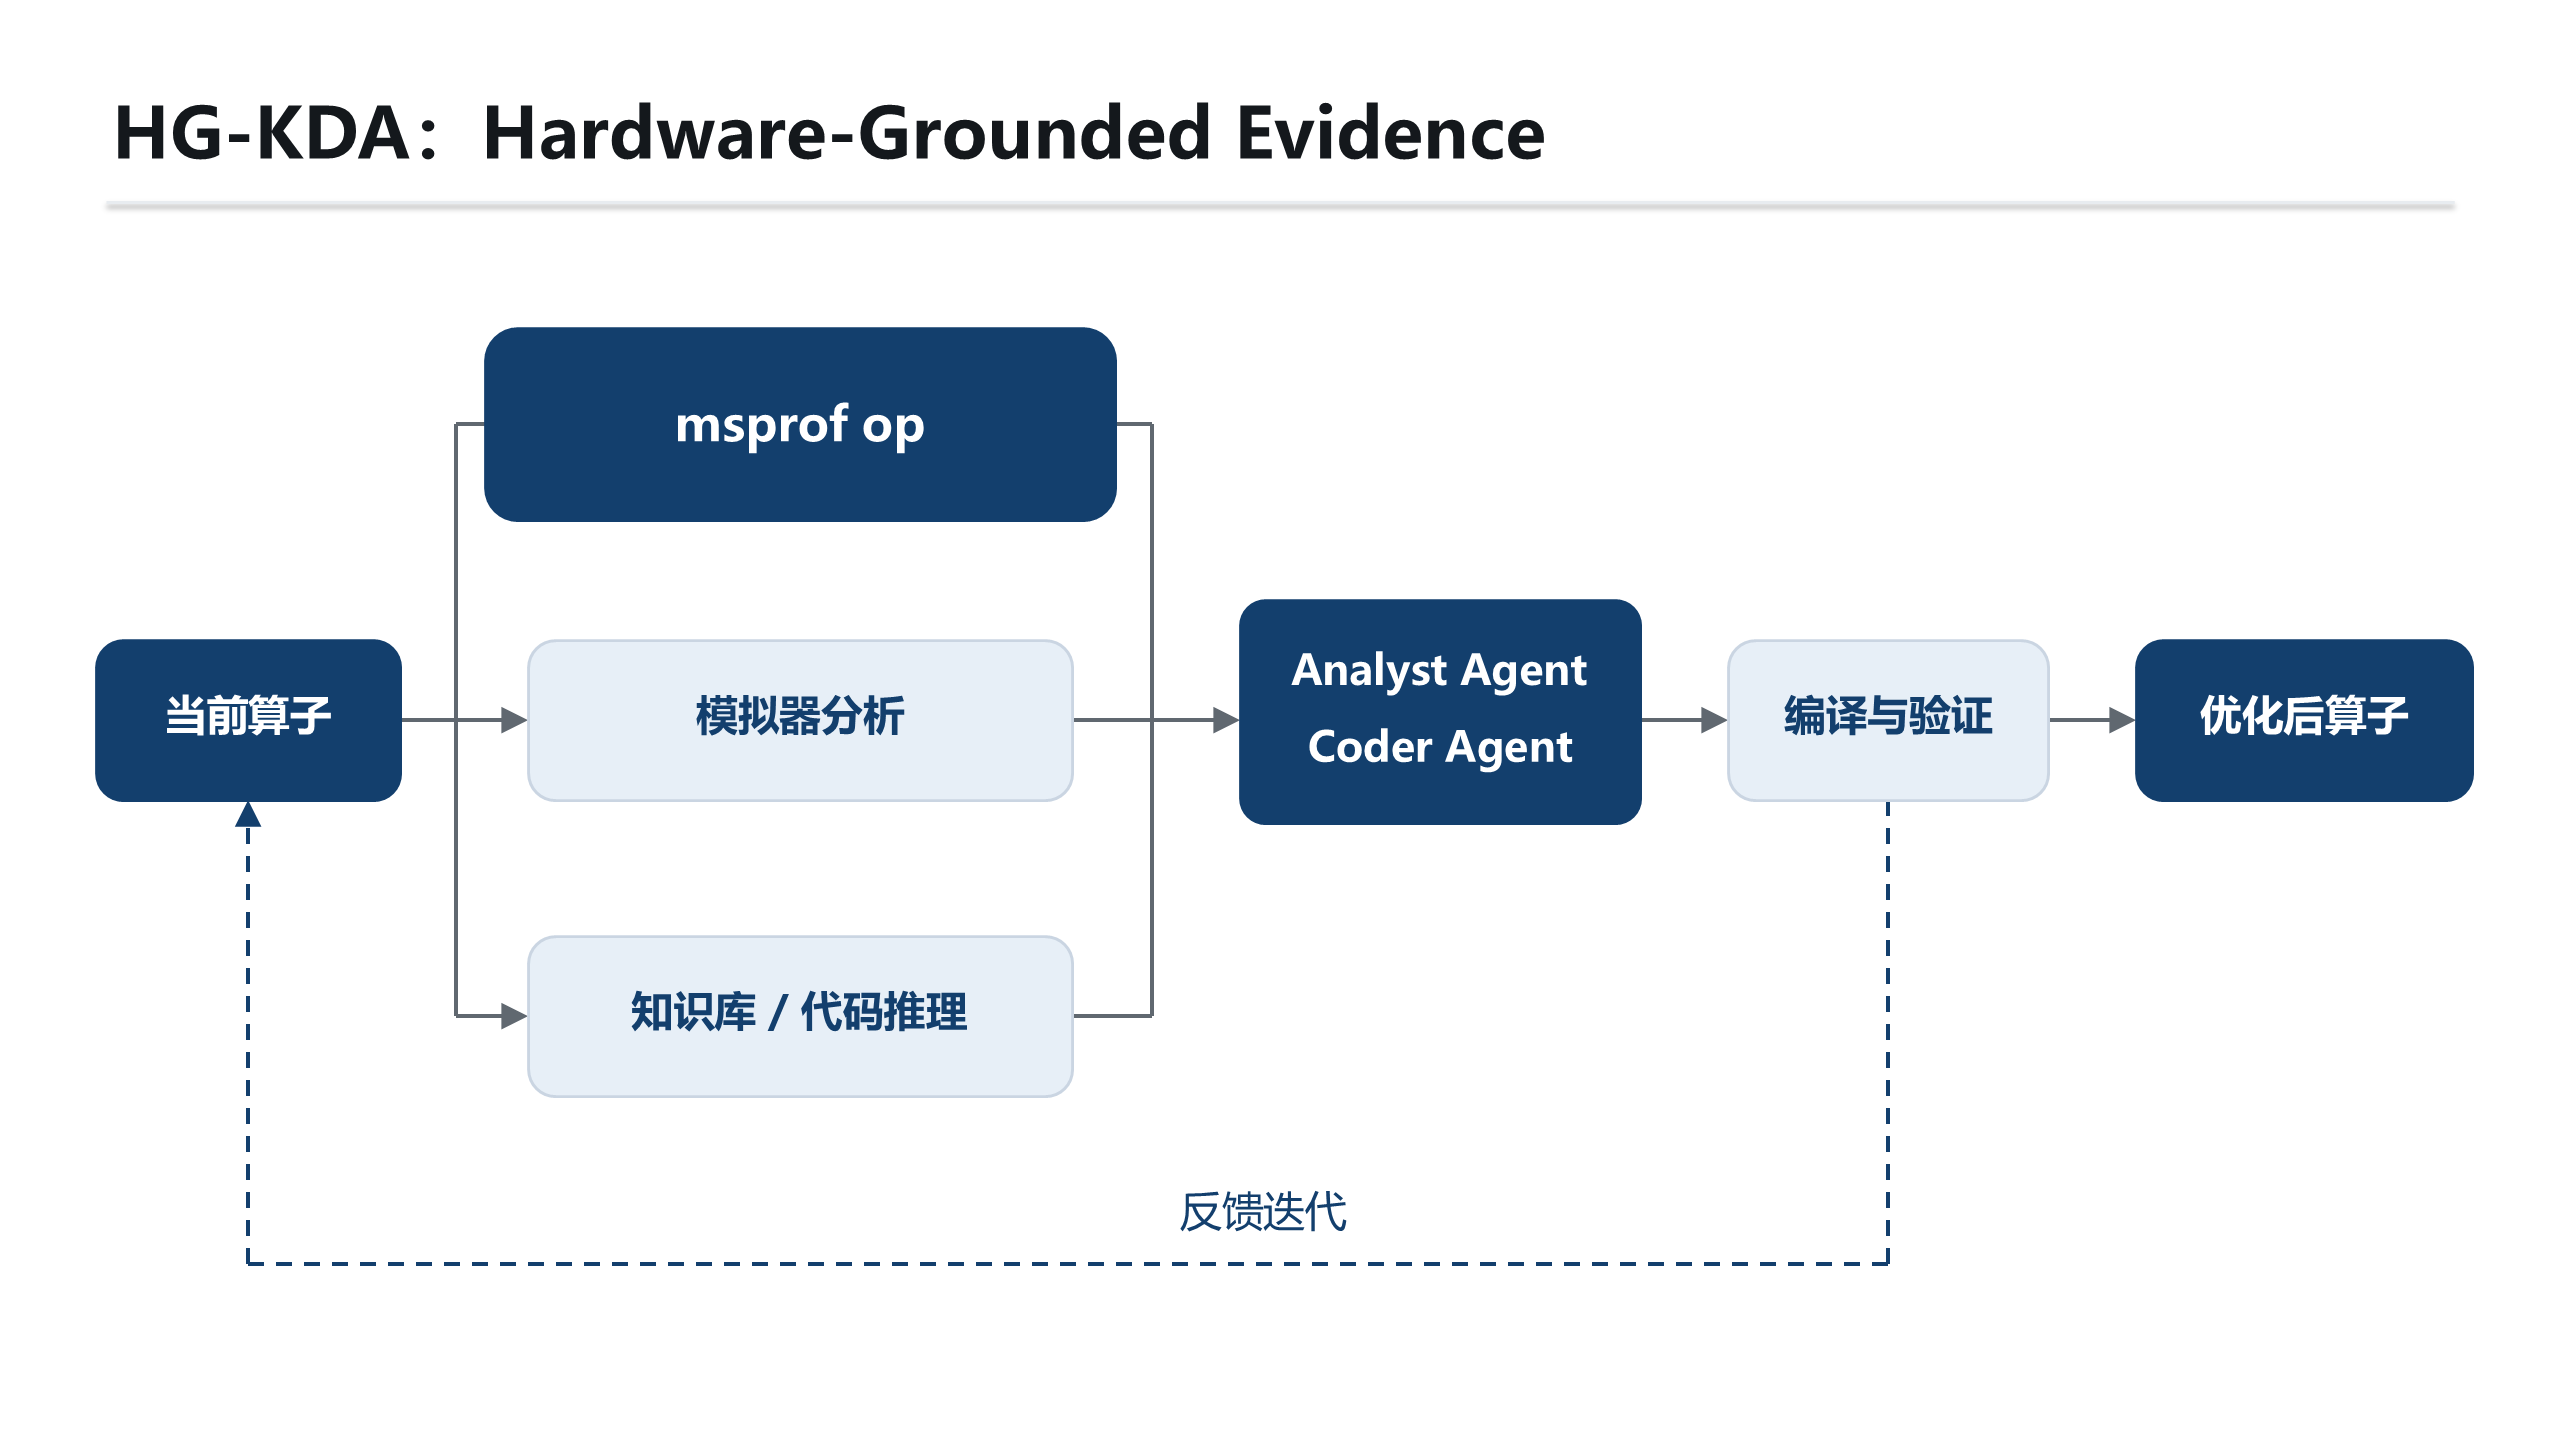 HG-KDA：Hardware-Grounded Evidence
msprof op
当前算子
模拟器分析
知识库 / 代码推理
Analyst Agent
Coder Agent
编译与验证
优化后算子
反馈迭代